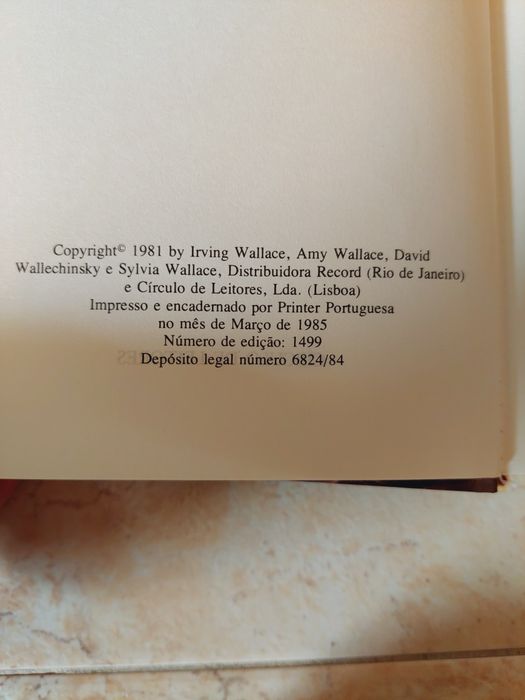 Copyright© 1981 by Irving Wallace, Amy Wallace, David
Wallechinsky e Sylvia Wallace, Distribuidora Record (Rio de Janeiro)
e Círculo de Leitores, Lda. (Lisboa)
Impresso e encadernado por Printer Portuguesa
no mês de Março de 1985
Número de edição: 1499
Depósito legal número 6824/84